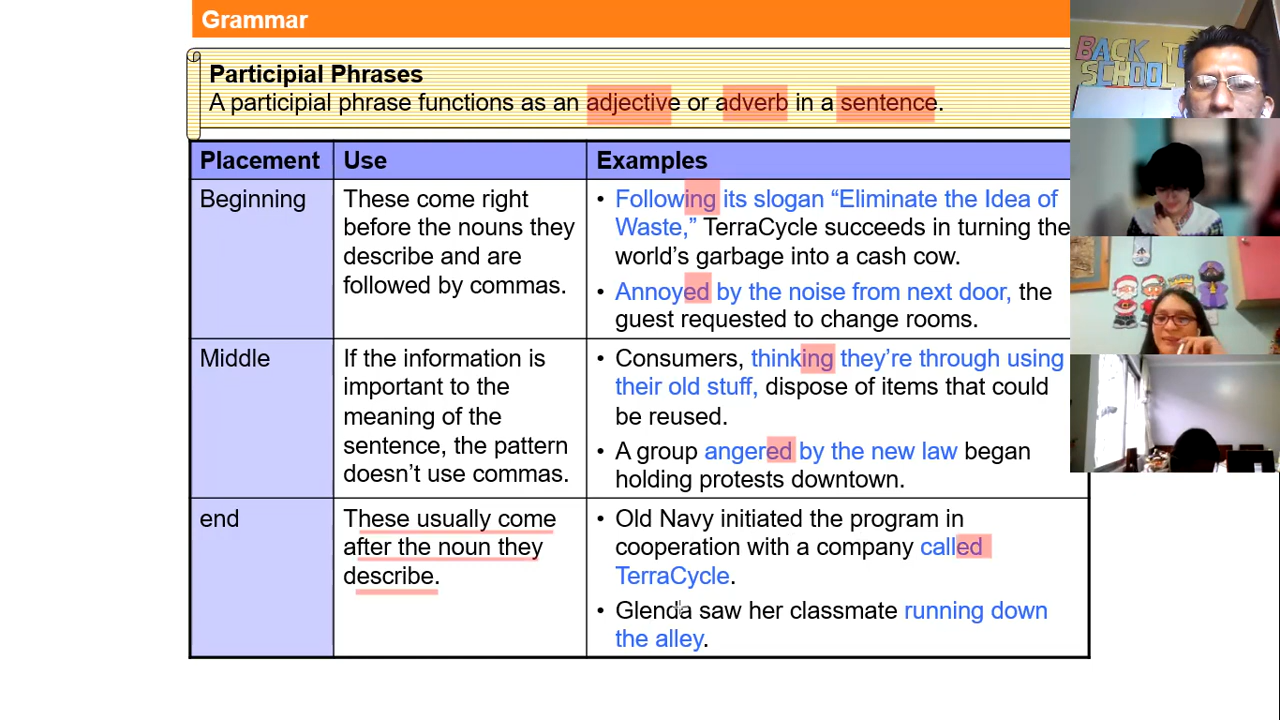 Grammar
Participial Phrases
A participial phrase functions as an adjective or adverb in a sentence.
Placement
Use
Examples
Beginning
These come right
before the nouns they
describe and are
followed by commas.
• Following its slogan “Eliminate the Idea of
Waste,” TerraCycle succeeds in turning the
world’s garbage into a cash cow.
• Annoyed by the noise from next door, the
guest requested to change rooms.
Middle
If the information is
important to the
meaning of the
sentence, the pattern
doesn’t use commas.
• Consumers, thinking they’re through using
their old stuff, dispose of items that could
be reused.
• A group angered by the new law began
holding protests downtown.
end
These usually come
after the noun they
describe.
• Old Navy initiated the program in
cooperation with a company called
TerraCycle.
• Glenda saw her classmate running down
the alley.
BACK TO
SCHOOL